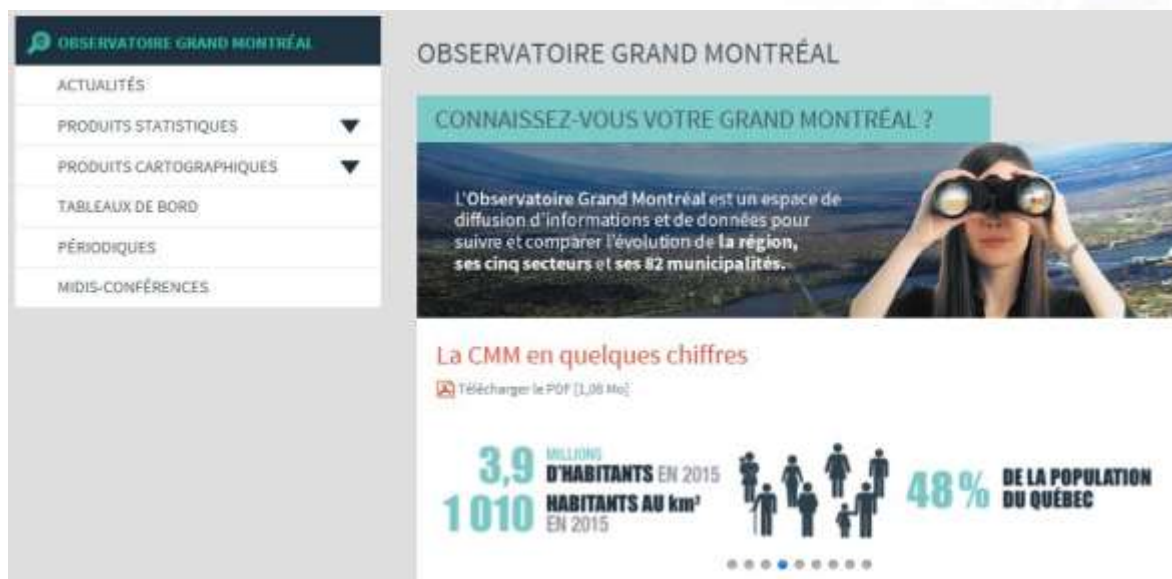 OBSERVATOIRE GRAND MONTRÉAL
ACTUALITÉS
PRODUITS STATISTIQUES
PRODUITS CARTOGRAPHIQUES
TABLEAUX DE BORD
PÉRIODIQUES
MIDIS-CONFÉRENCES
OBSERVATOIRE GRAND MONTRÉAL
CONNAISSEZ-VOUS VOTRE GRAND MONTRÉAL ?
L'Observatoire Grand Montréal est un espace de
diffusion d'informations et de données pour
suivre et comparer l'évolution de la région,
ses cinq secteurs et ses 82 municipalités.
La CMM en quelques chiffres
Télécharger le PDF [1,08 Mo]
3,9 MILLIONS
D'HABITANTS EN 2015
1 010 HABITANTS AU km²
EN 2015
48 % DE LA POPULATION
DU QUÉBEC